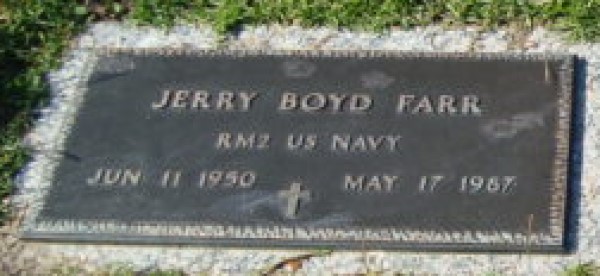 JERRY BOYD FARR
RM2 US NAVY
JUN 11 1950 MAY 17 1987